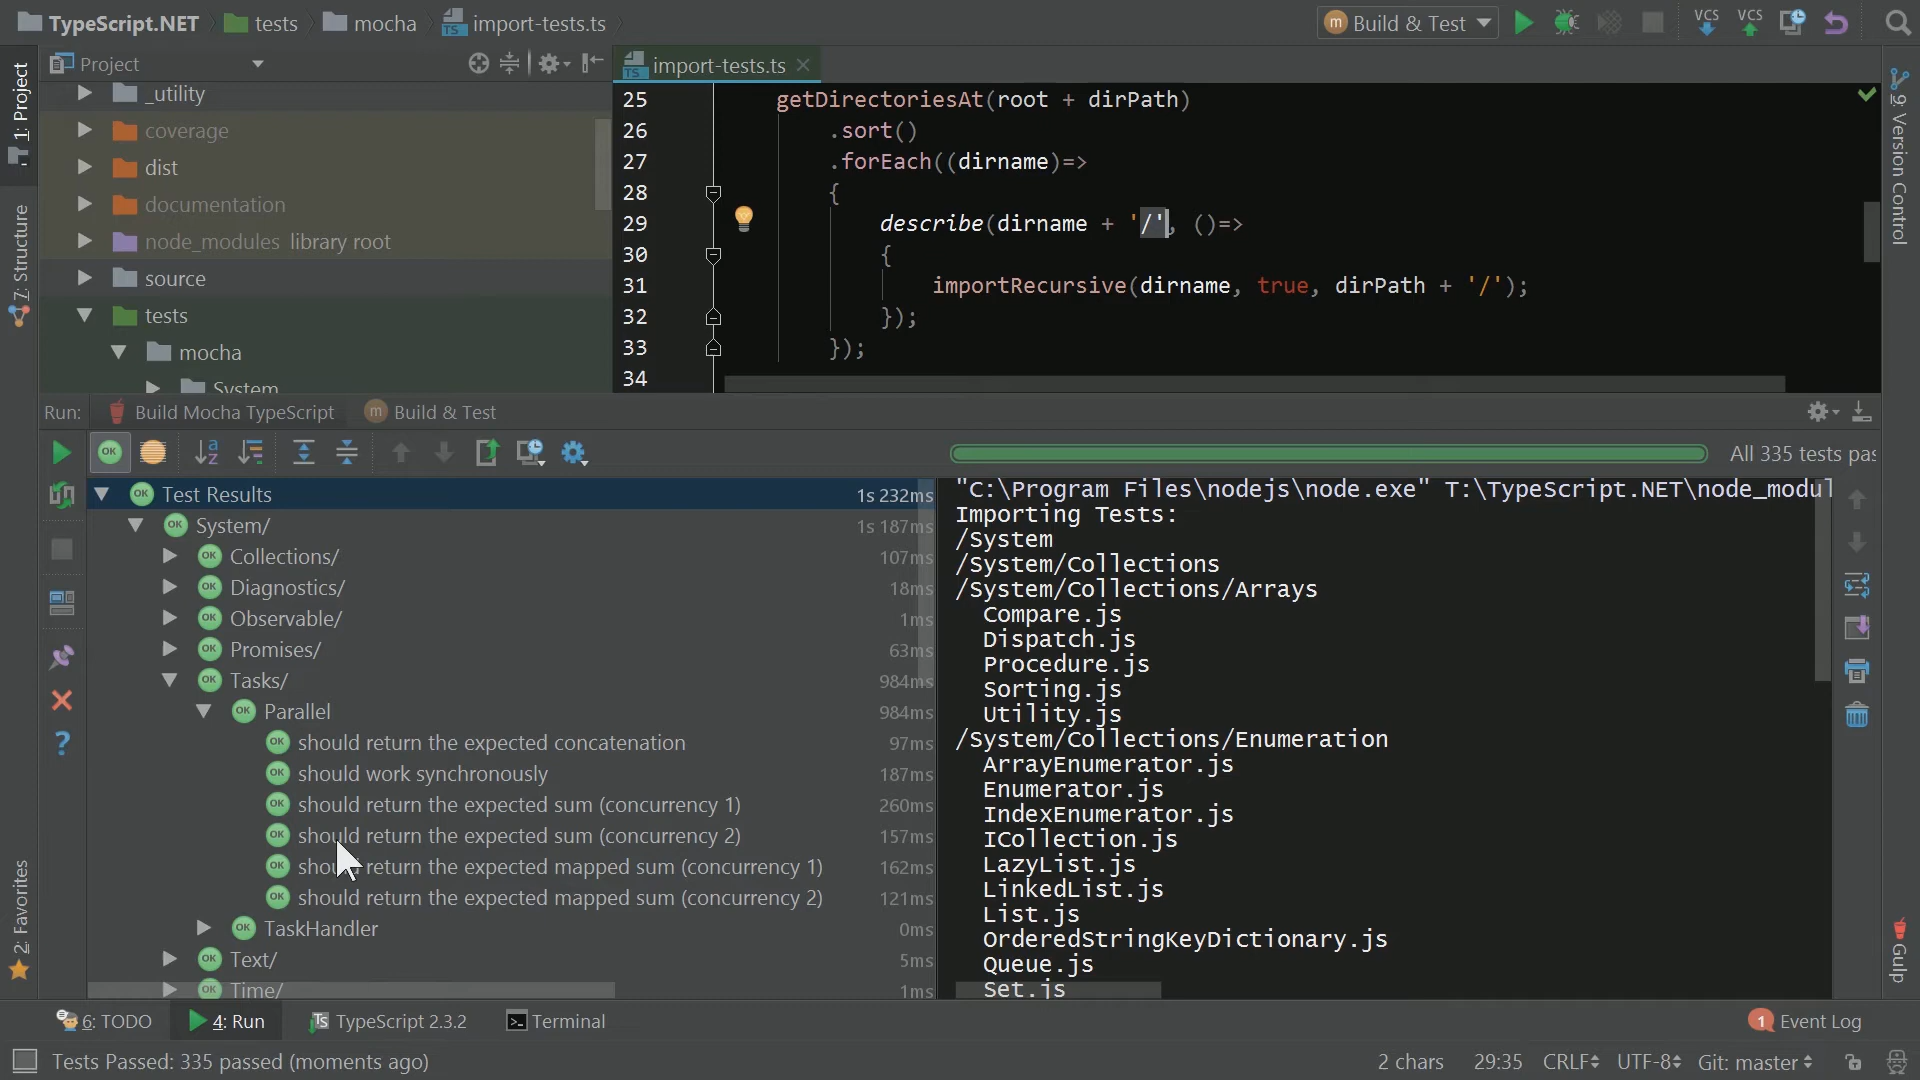 TypeScript.NET tests mocha import-tests.ts Build & Test VCS VCS
1: Project
7: Structure
2: Favorites
Project
_utility
coverage
dist
documentation
node_modules library root
source
tests
mocha
System
import-tests.ts
25 getDirectoriesAt(root + dirPath)
26 .sort()
27 .forEach((dirname)=>
28 {
29 describe(dirname + '/', ()=>
30 {
31 importRecursive(dirname, true, dirPath + '/');
32 });
33 });
34
9: Version Control
Gulp
Run: Build Mocha TypeScript Build & Test
All 335 tests pas
Test Results 1s 232ms
System/ 1s 187ms
Collections/ 107ms
Diagnostics/ 18ms
Observable/ 1ms
Promises/ 63ms
Tasks/ 984ms
Parallel 984ms
should return the expected concatenation 97ms
should work synchronously 187ms
should return the expected sum (concurrency 1) 260ms
should return the expected sum (concurrency 2) 157ms
should return the expected mapped sum (concurrency 1) 162ms
should return the expected mapped sum (concurrency 2) 121ms
TaskHandler 0ms
Text/ 5ms
Time/ 1ms
"C:\Program Files\nodejs\node.exe" T:\TypeScript.NET\node_modul
Importing Tests:
/System
/System/Collections
/System/Collections/Arrays
Compare.js
Dispatch.js
Procedure.js
Sorting.js
Utility.js
/System/Collections/Enumeration
ArrayEnumerator.js
Enumerator.js
IndexEnumerator.js
ICollection.js
LazyList.js
LinkedList.js
List.js
OrderedStringKeyDictionary.js
Queue.js
Set.js
6: TODO 4: Run TypeScript 2.3.2 Terminal 1 Event Log
Tests Passed: 335 passed (moments ago) 2 chars 29:35 CRLF UTF-8 Git: master